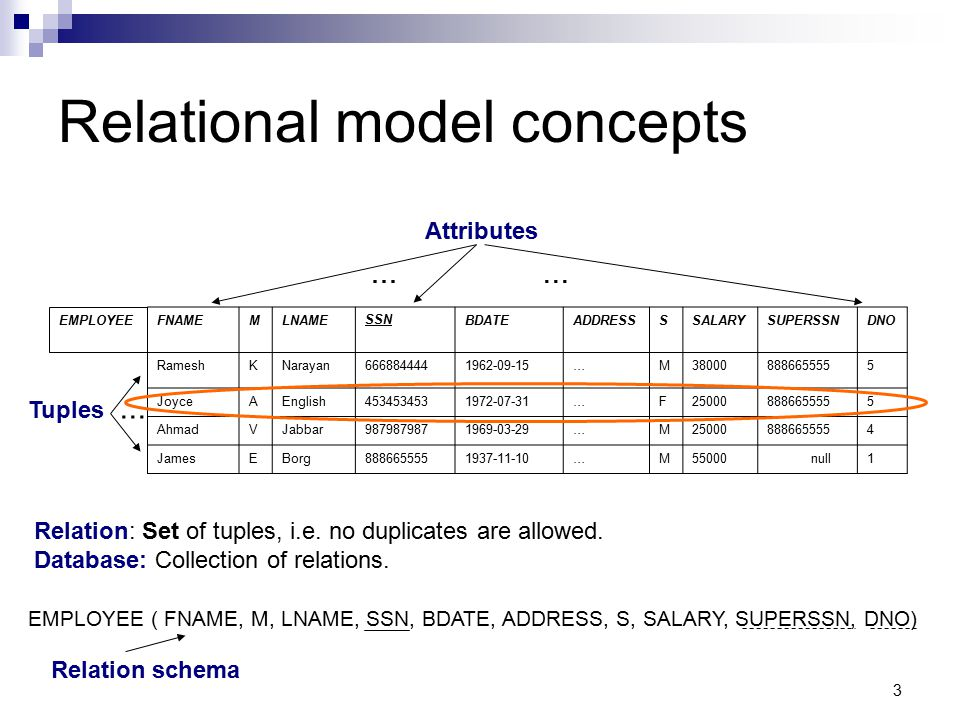 Relational model concepts
Attributes
… …
EMPLOYEE FNAME M LNAME SSN BDATE ADDRESS S SALARY SUPERSSN DNO
Ramesh K Narayan 666884444 1962-09-15 … M 38000 888665555 5
Joyce A English 453453453 1972-07-31 … F 25000 888665555 5
Tuples …
Ahmad V Jabbar 987987987 1969-03-29 … M 25000 888665555 4
James E Borg 888665555 1937-11-10 … M 55000 null 1
Relation: Set of tuples, i.e. no duplicates are allowed.
Database: Collection of relations.
EMPLOYEE ( FNAME, M, LNAME, SSN, BDATE, ADDRESS, S, SALARY, SUPERSSN, DNO)
Relation schema
3